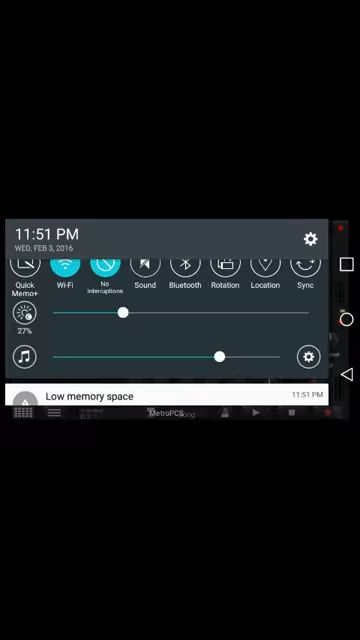 11:51 PM
WED, FEB 3, 2016
Quick Memo+
Wi-Fi
No interruptions
Sound
Bluetooth
Rotation
Location
Sync
27%
Low memory space
11:51 PM
MetroPCS